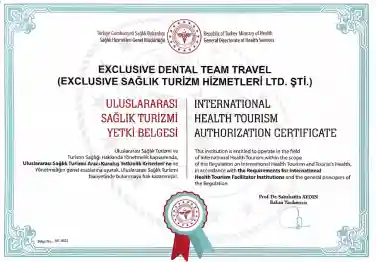 Türkiye Cumhuriyeti Sağlık Bakanlığı
Sağlık Hizmetleri Genel Müdürlüğü
Republic of Türkiye Ministry of Health
General Directorate of Health Services
EXCLUSIVE DENTAL TEAM TRAVEL
(EXCLUSIVE SAĞLIK TURİZM HİZMETLERİ LTD. ŞTİ.)
ULUSLARARASI
SAĞLIK TURİZMİ
YETKİ BELGESİ
INTERNATIONAL
HEALTH TOURISM
AUTHORIZATION CERTIFICATE
Uluslararası Sağlık Turizmi ve
Turistin Sağlığı Hakkında Yönetmelik kapsamında,
Uluslararası Sağlık Turizmi Aracı Kuruluş Yetkinlik Kriterleri'ne ve
Yönetmeliğin genel esaslarına uyarak, Uluslararası Sağlık Turizmi
faaliyetinde bulunmaya hak kazanmıştır.
This institution is entitled to operate in the field
of International Health Tourism within the scope
of the Regulation on International Health Tourism and Tourist's Health,
in accordance with the Requirements for International
Health Tourism Facilitator Institutions and the general principles of
the Regulation.
Prof. Dr. Sabahattin AYDIN
Bakan Yardımcısı
Belge No.: